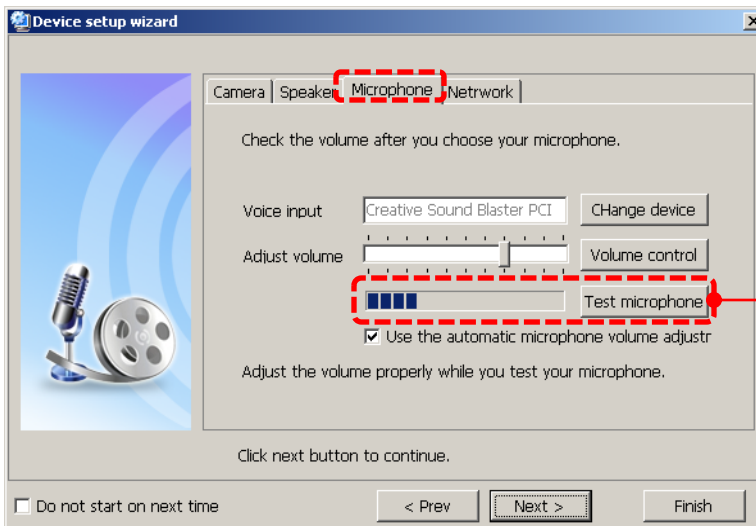 Device setup wizard
Camera Speaker Microphone Netrwork
Check the volume after you choose your microphone.
Voice input Creative Sound Blaster PCI CHange device
Adjust volume Volume control
Test microphone
Use the automatic microphone volume adjustr
Adjust the volume properly while you test your microphone.
Click next button to continue.
Do not start on next time < Prev Next > Finish